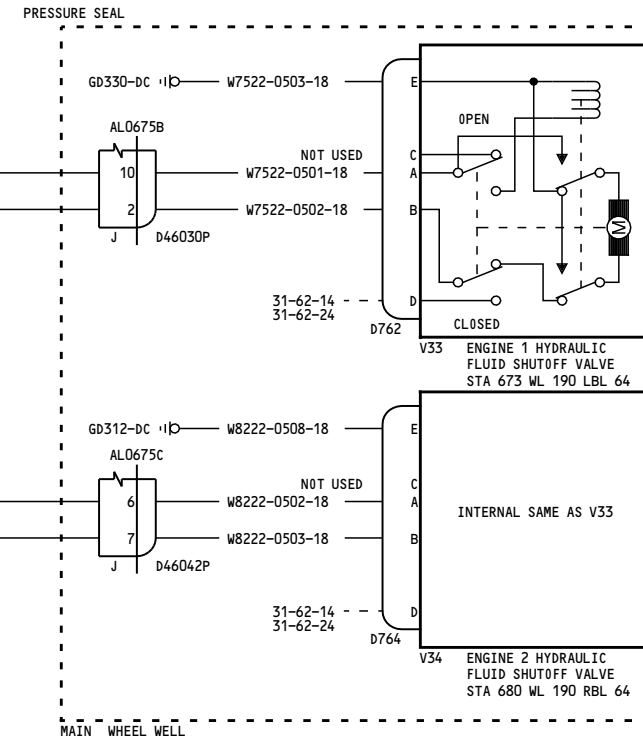 PRESSURE SEAL
GD330-DC
W7522-0503-18
E
AL0675B
OPEN
NOT USED
C
10
W7522-0501-18
A
2
W7522-0502-18
B
J
D46030P
M
31-62-14
31-62-24
D
D762
CLOSED
V33
ENGINE 1 HYDRAULIC
FLUID SHUTOFF VALVE
STA 673 WL 190 LBL 64
GD312-DC
W8222-0508-18
E
AL0675C
NOT USED
C
6
W8222-0502-18
A
INTERNAL SAME AS V33
7
W8222-0503-18
B
J
D46042P
31-62-14
31-62-24
D
D764
V34
ENGINE 2 HYDRAULIC
FLUID SHUTOFF VALVE
STA 680 WL 190 RBL 64
MAIN WHEEL WELL